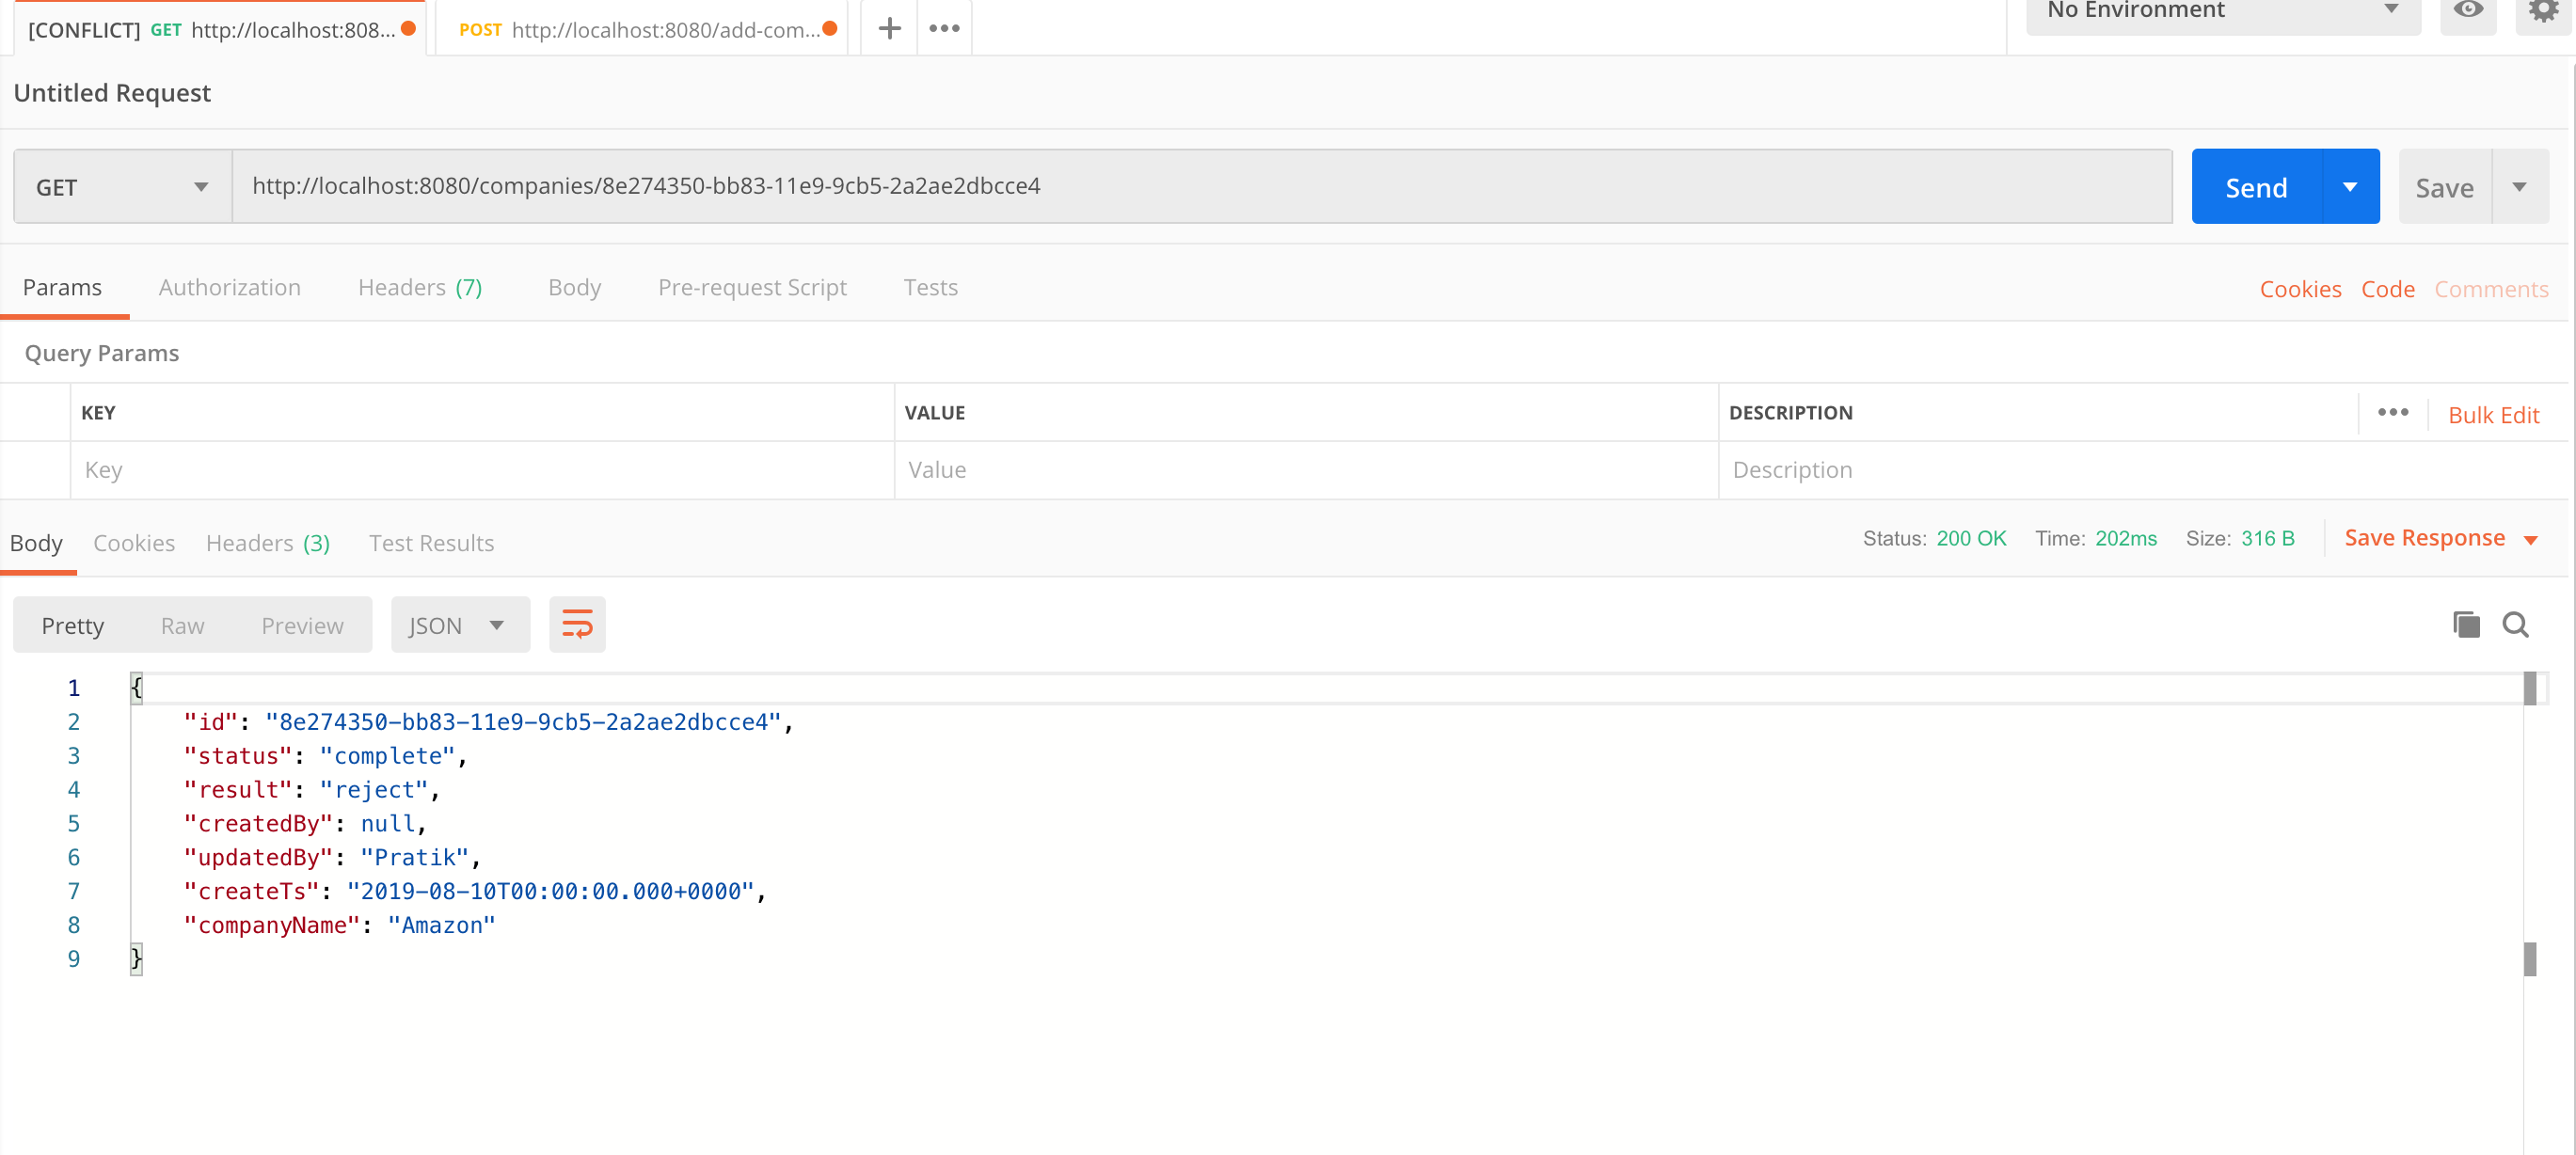 [CONFLICT] GET http://localhost:808... POST http://localhost:8080/add-com... No Environment
Untitled Request
GET http://localhost:8080/companies/8e274350-bb83-11e9-9cb5-2a2ae2dbcce4 Send Save
Params Authorization Headers (7) Body Pre-request Script Tests Cookies Code Comments
Query Params
KEY VALUE DESCRIPTION Bulk Edit
Key Value Description
Body Cookies Headers (3) Test Results Status: 200 OK Time: 202ms Size: 316 B Save Response
Pretty Raw Preview JSON
1 {
2 "id": "8e274350-bb83-11e9-9cb5-2a2ae2dbcce4",
3 "status": "complete",
4 "result": "reject",
5 "createdBy": null,
6 "updatedBy": "Pratik",
7 "createTs": "2019-08-10T00:00:00.000+0000",
8 "companyName": "Amazon"
9 }